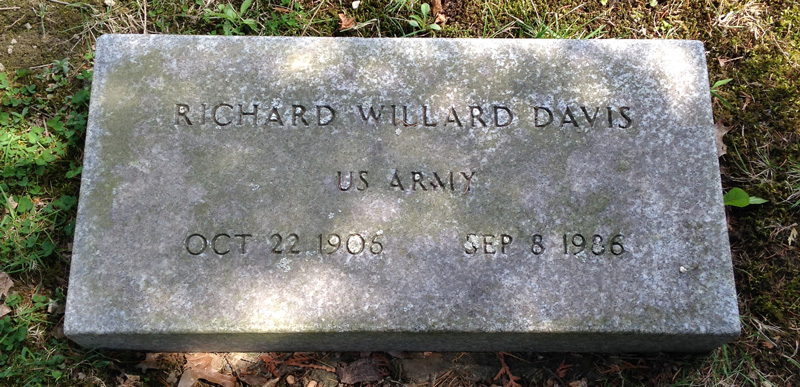 RICHARD WILLARD DAVIS
US ARMY
OCT 22 1906 SEP 8 1986